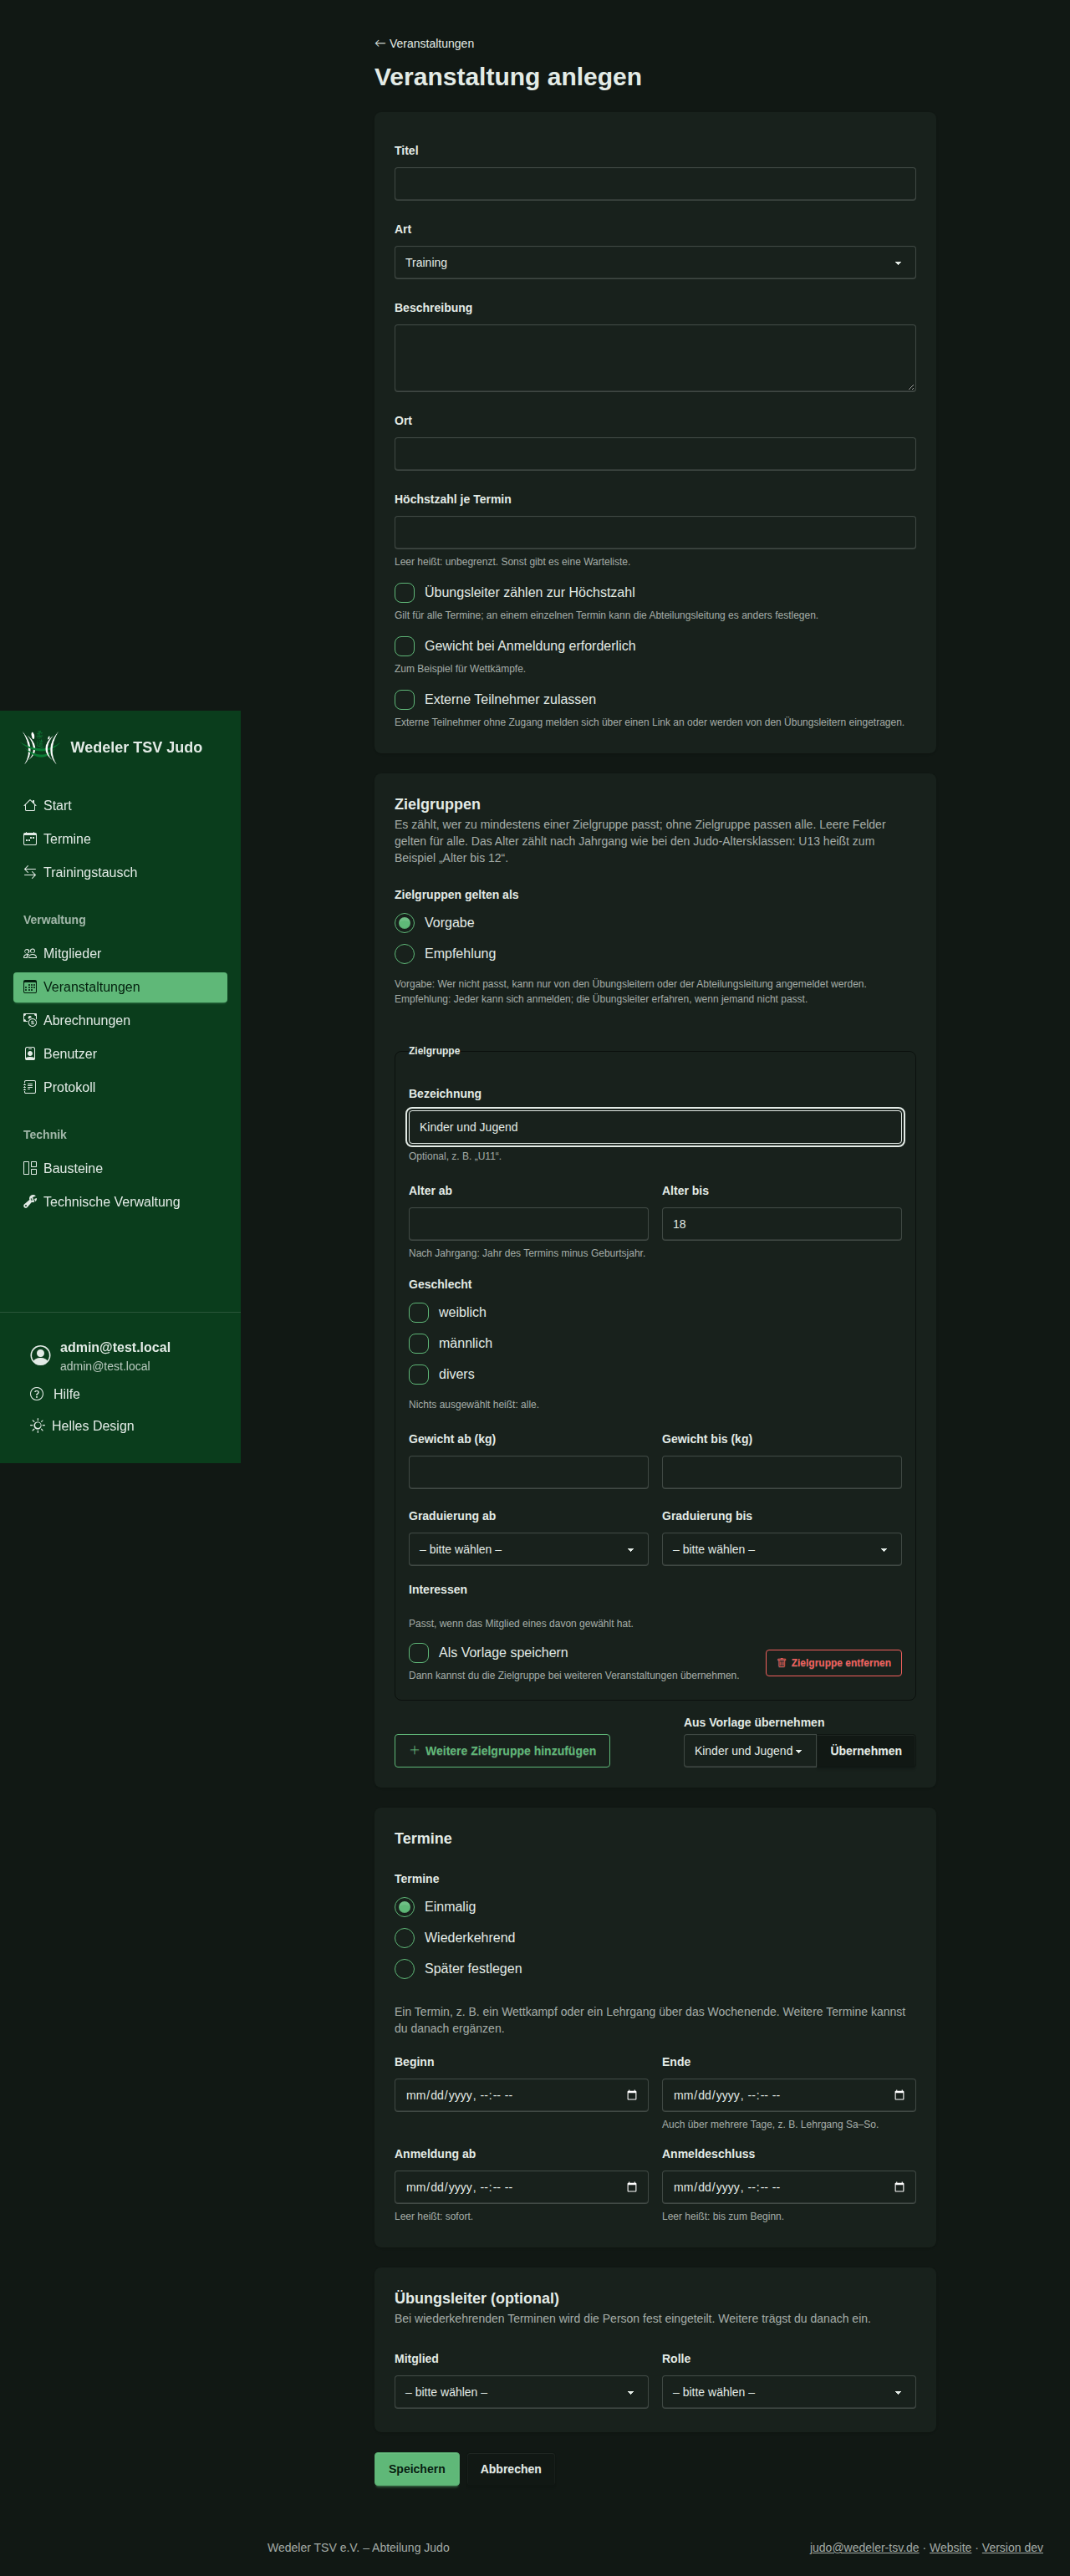 Veranstaltungen
Veranstaltung anlegen
Titel
Art
Training
Beschreibung
Ort
Höchstzahl je Termin
Leer heißt: unbegrenzt. Sonst gibt es eine Warteliste.
Übungsleiter zählen zur Höchstzahl
Gilt für alle Termine; an einem einzelnen Termin kann die Abteilungsleitung es anders festlegen.
Gewicht bei Anmeldung erforderlich
Zum Beispiel für Wettkämpfe.
Externe Teilnehmer zulassen
Externe Teilnehmer ohne Zugang melden sich über einen Link an oder werden von den Übungsleitern eingetragen.
Wedeler TSV Judo
Start
Termine
Trainingstausch
Verwaltung
Mitglieder
Veranstaltungen
Abrechnungen
Benutzer
Protokoll
Technik
Bausteine
Technische Verwaltung
admin@test.local
admin@test.local
Hilfe
Helles Design
Zielgruppen
Es zählt, wer zu mindestens einer Zielgruppe passt; ohne Zielgruppe passen alle. Leere Felder
gelten für alle. Das Alter zählt nach Jahrgang wie bei den Judo-Altersklassen: U13 heißt zum
Beispiel „Alter bis 12“.
Zielgruppen gelten als
Vorgabe
Empfehlung
Vorgabe: Wer nicht passt, kann nur von den Übungsleitern oder der Abteilungsleitung angemeldet werden.
Empfehlung: Jeder kann sich anmelden; die Übungsleiter erfahren, wenn jemand nicht passt.
Zielgruppe
Bezeichnung
Kinder und Jugend
Optional, z. B. „U11“.
Alter ab
Alter bis
18
Nach Jahrgang: Jahr des Termins minus Geburtsjahr.
Geschlecht
weiblich
männlich
divers
Nichts ausgewählt heißt: alle.
Gewicht ab (kg)
Gewicht bis (kg)
Graduierung ab
Graduierung bis
– bitte wählen –
– bitte wählen –
Interessen
Passt, wenn das Mitglied eines davon gewählt hat.
Als Vorlage speichern
Dann kannst du die Zielgruppe bei weiteren Veranstaltungen übernehmen.
Zielgruppe entfernen
Weitere Zielgruppe hinzufügen
Aus Vorlage übernehmen
Kinder und Jugend
Übernehmen
Termine
Termine
Einmalig
Wiederkehrend
Später festlegen
Ein Termin, z. B. ein Wettkampf oder ein Lehrgang über das Wochenende. Weitere Termine kannst
du danach ergänzen.
Beginn
Ende
mm/dd/yyyy, --:-- --
mm/dd/yyyy, --:-- --
Auch über mehrere Tage, z. B. Lehrgang Sa–So.
Anmeldung ab
Anmeldeschluss
mm/dd/yyyy, --:-- --
mm/dd/yyyy, --:-- --
Leer heißt: sofort.
Leer heißt: bis zum Beginn.
Übungsleiter (optional)
Bei wiederkehrenden Terminen wird die Person fest eingeteilt. Weitere trägst du danach ein.
Mitglied
Rolle
– bitte wählen –
– bitte wählen –
Speichern
Abbrechen
Wedeler TSV e.V. – Abteilung Judo
judo@wedeler-tsv.de · Website · Version dev